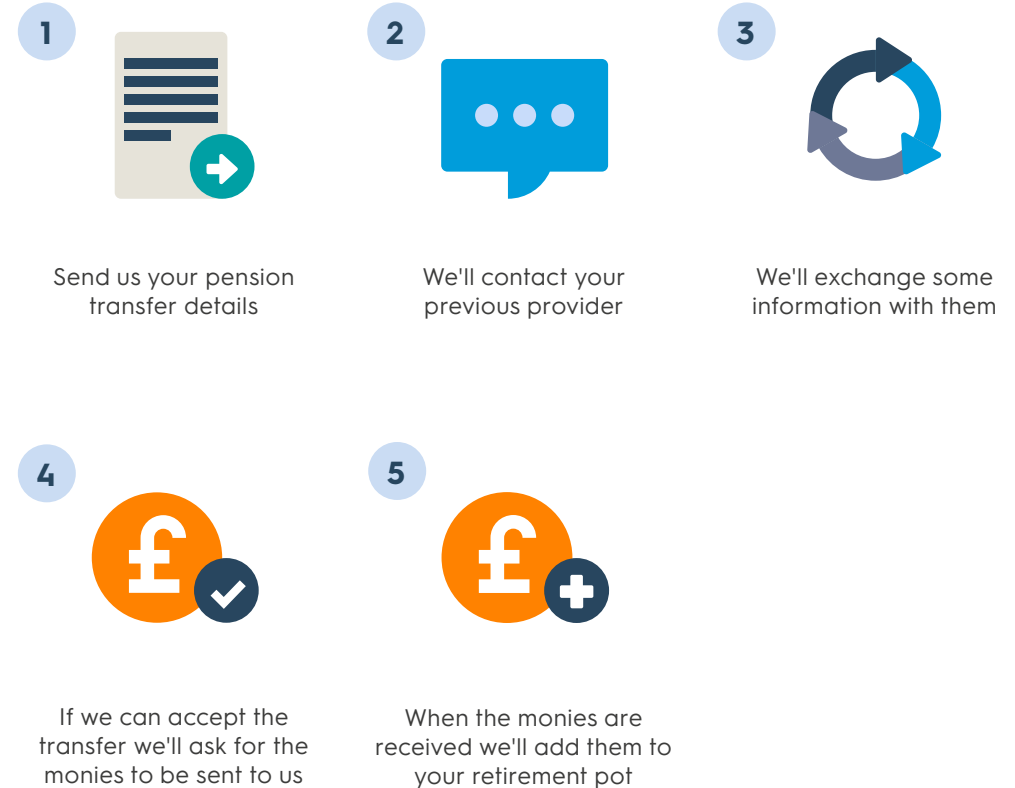 1
Send us your pension
transfer details
2
We'll contact your
previous provider
3
We'll exchange some
information with them
4
£
If we can accept the
transfer we'll ask for the
monies to be sent to us
5
£
When the monies are
received we'll add them to
your retirement pot